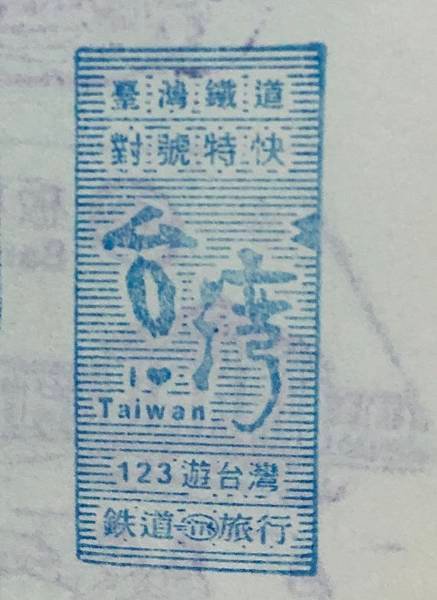 臺灣鐵道
對號特快
台灣
I ❤
Taiwan
123遊台灣
鉄道旅行